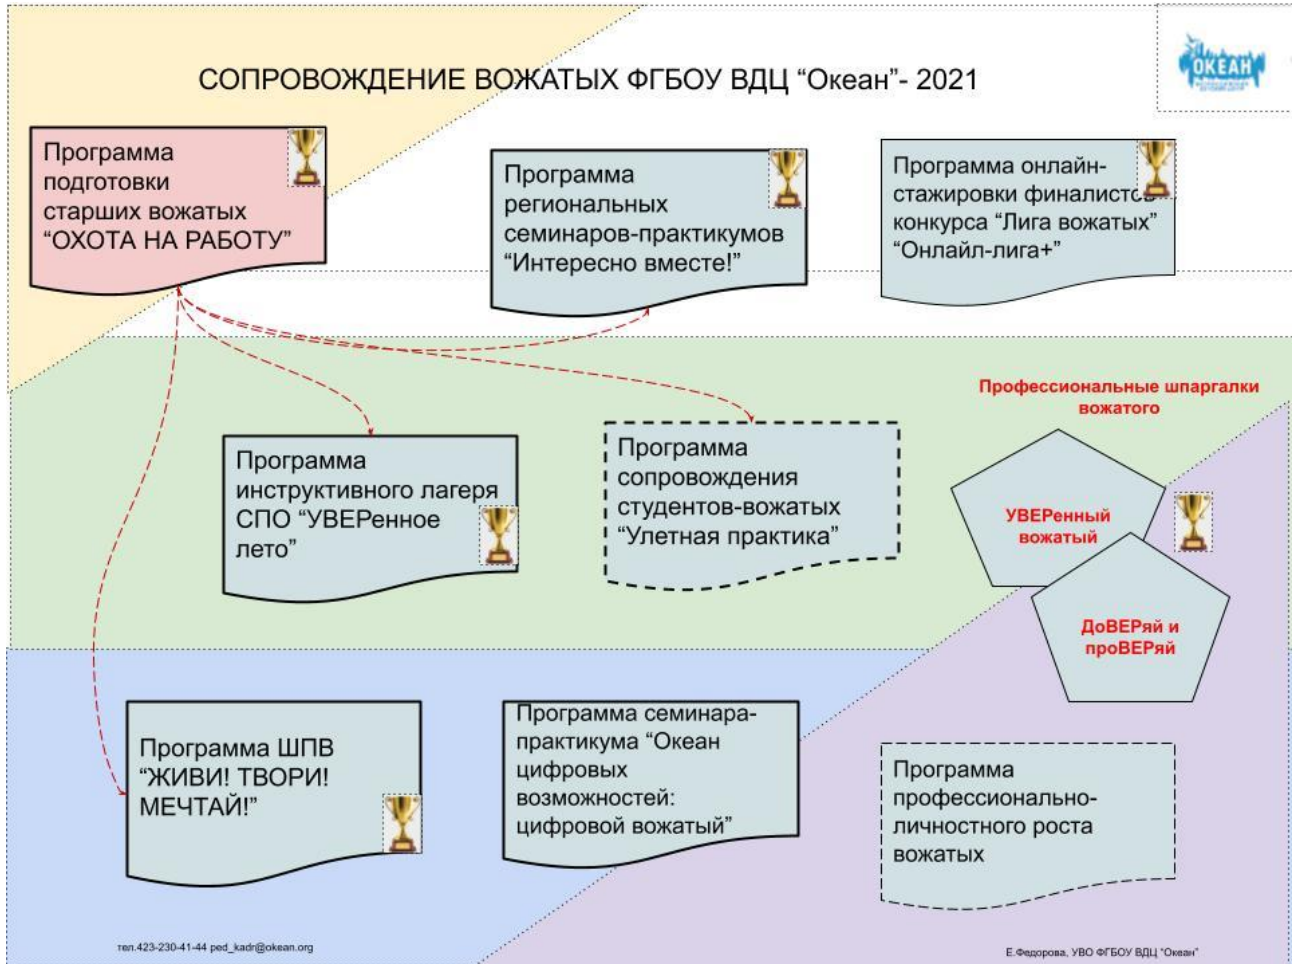 СОПРОВОЖДЕНИЕ ВОЖАТЫХ ФГБОУ ВДЦ “Океан”- 2021
ОКЕАН
Программа
подготовки
старших вожатых
“ОХОТА НА РАБОТУ”
Программа
региональных
семинаров-практикумов
“Интересно вместе!”
Программа онлайн-
стажировки финалистов
конкурса “Лига вожатых”
“Онлайл-лига+”
Профессиональные шпаргалки
вожатого
Программа
инструктивного лагеря
СПО “УВЕРенное
лето”
Программа
сопровождения
студентов-вожатых
“Улетная практика”
УВЕРенный
вожатый
ДоВЕРяй и
проВЕРяй
Программа ШПВ
“ЖИВИ! ТВОРИ!
МЕЧТАЙ!”
Программа семинара-
практикума “Океан
цифровых
возможностей:
цифровой вожатый”
Программа
профессионально-
личностного роста
вожатых
тел.423-230-41-44 ped_kadr@okean.org
Е.Федорова, УВО ФГБОУ ВДЦ “Океан”